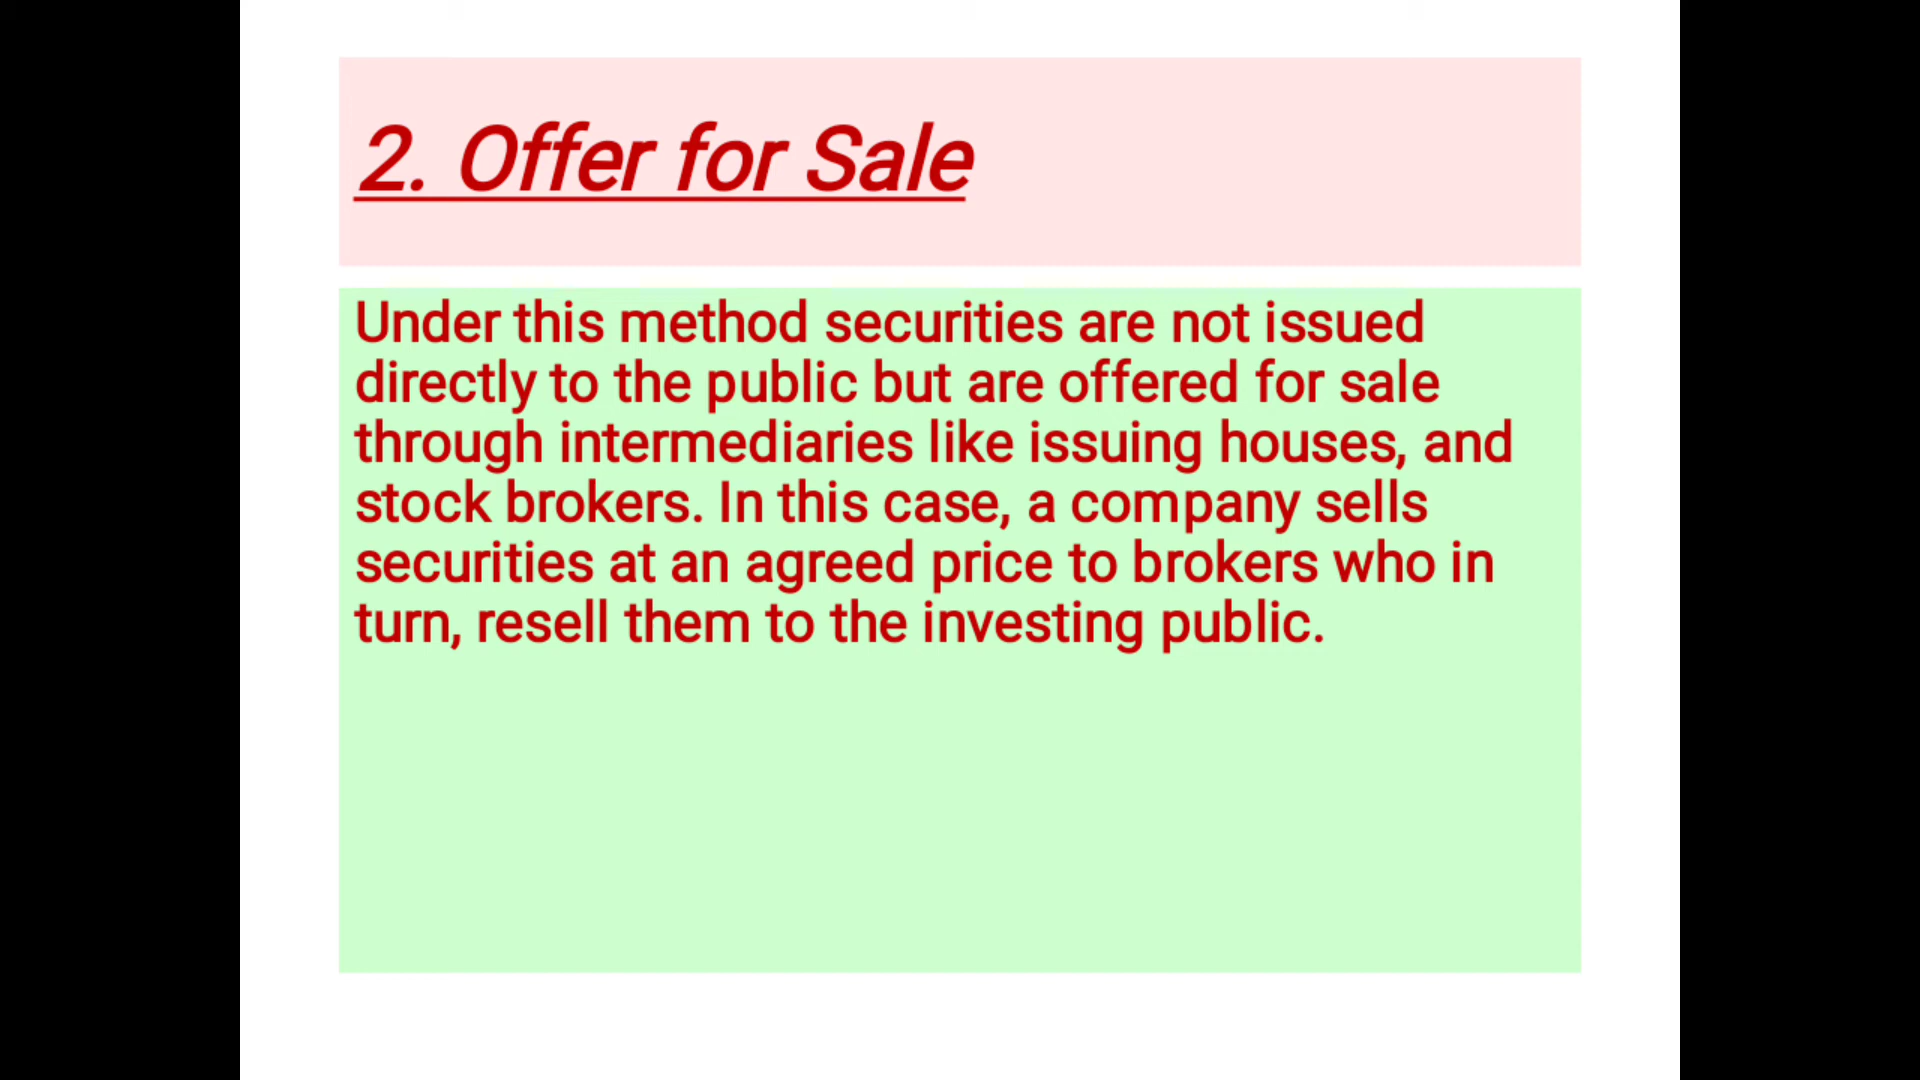 2. Offer for Sale
Under this method securities are not issued
directly to the public but are offered for sale
through intermediaries like issuing houses, and
stock brokers. In this case, a company sells
securities at an agreed price to brokers who in
turn, resell them to the investing public.